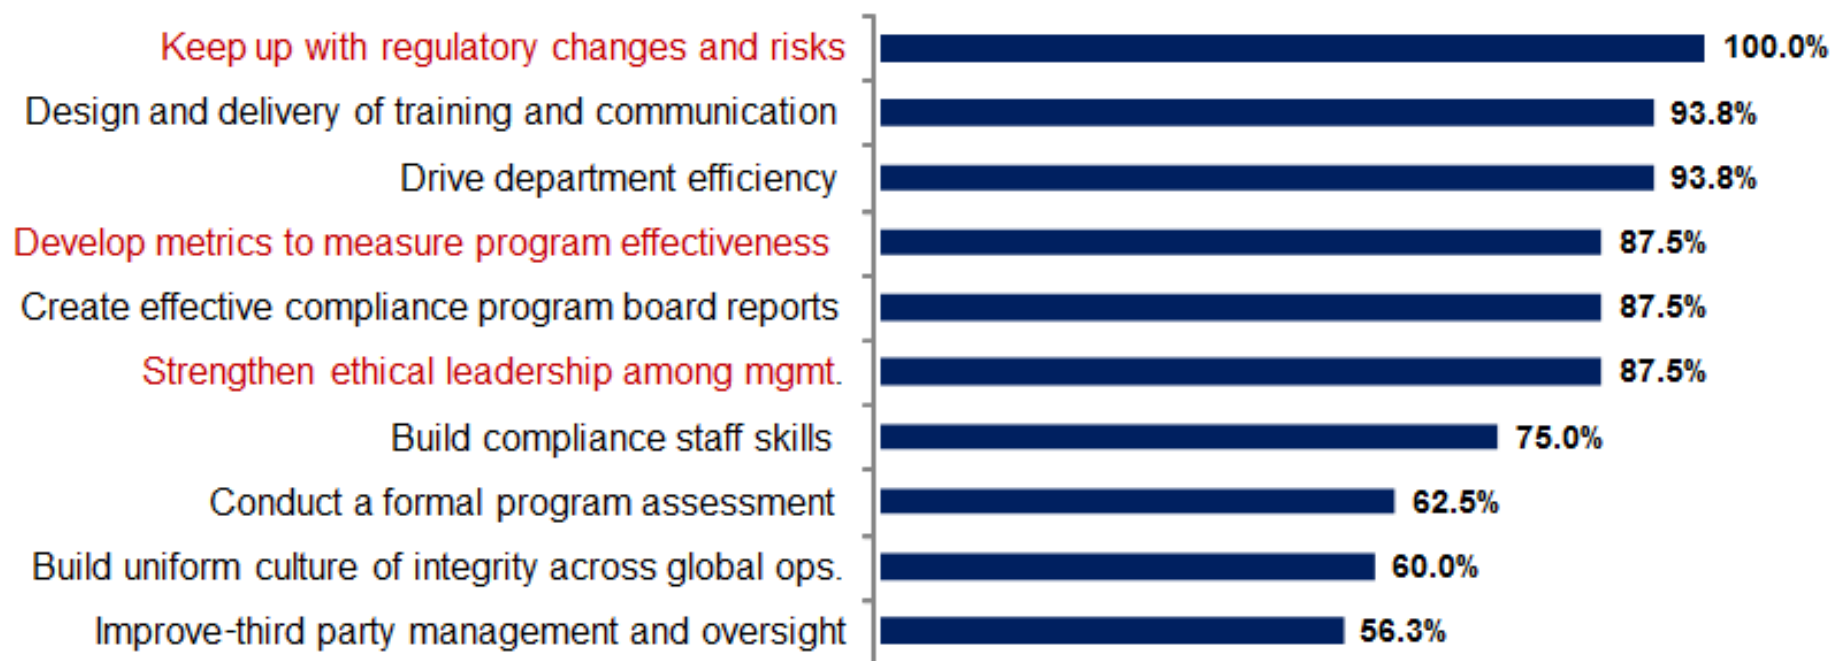 Keep up with regulatory changes and risks 100.0%
Design and delivery of training and communication 93.8%
Drive department efficiency 93.8%
Develop metrics to measure program effectiveness 87.5%
Create effective compliance program board reports 87.5%
Strengthen ethical leadership among mgmt. 87.5%
Build compliance staff skills 75.0%
Conduct a formal program assessment 62.5%
Build uniform culture of integrity across global ops. 60.0%
Improve-third party management and oversight 56.3%